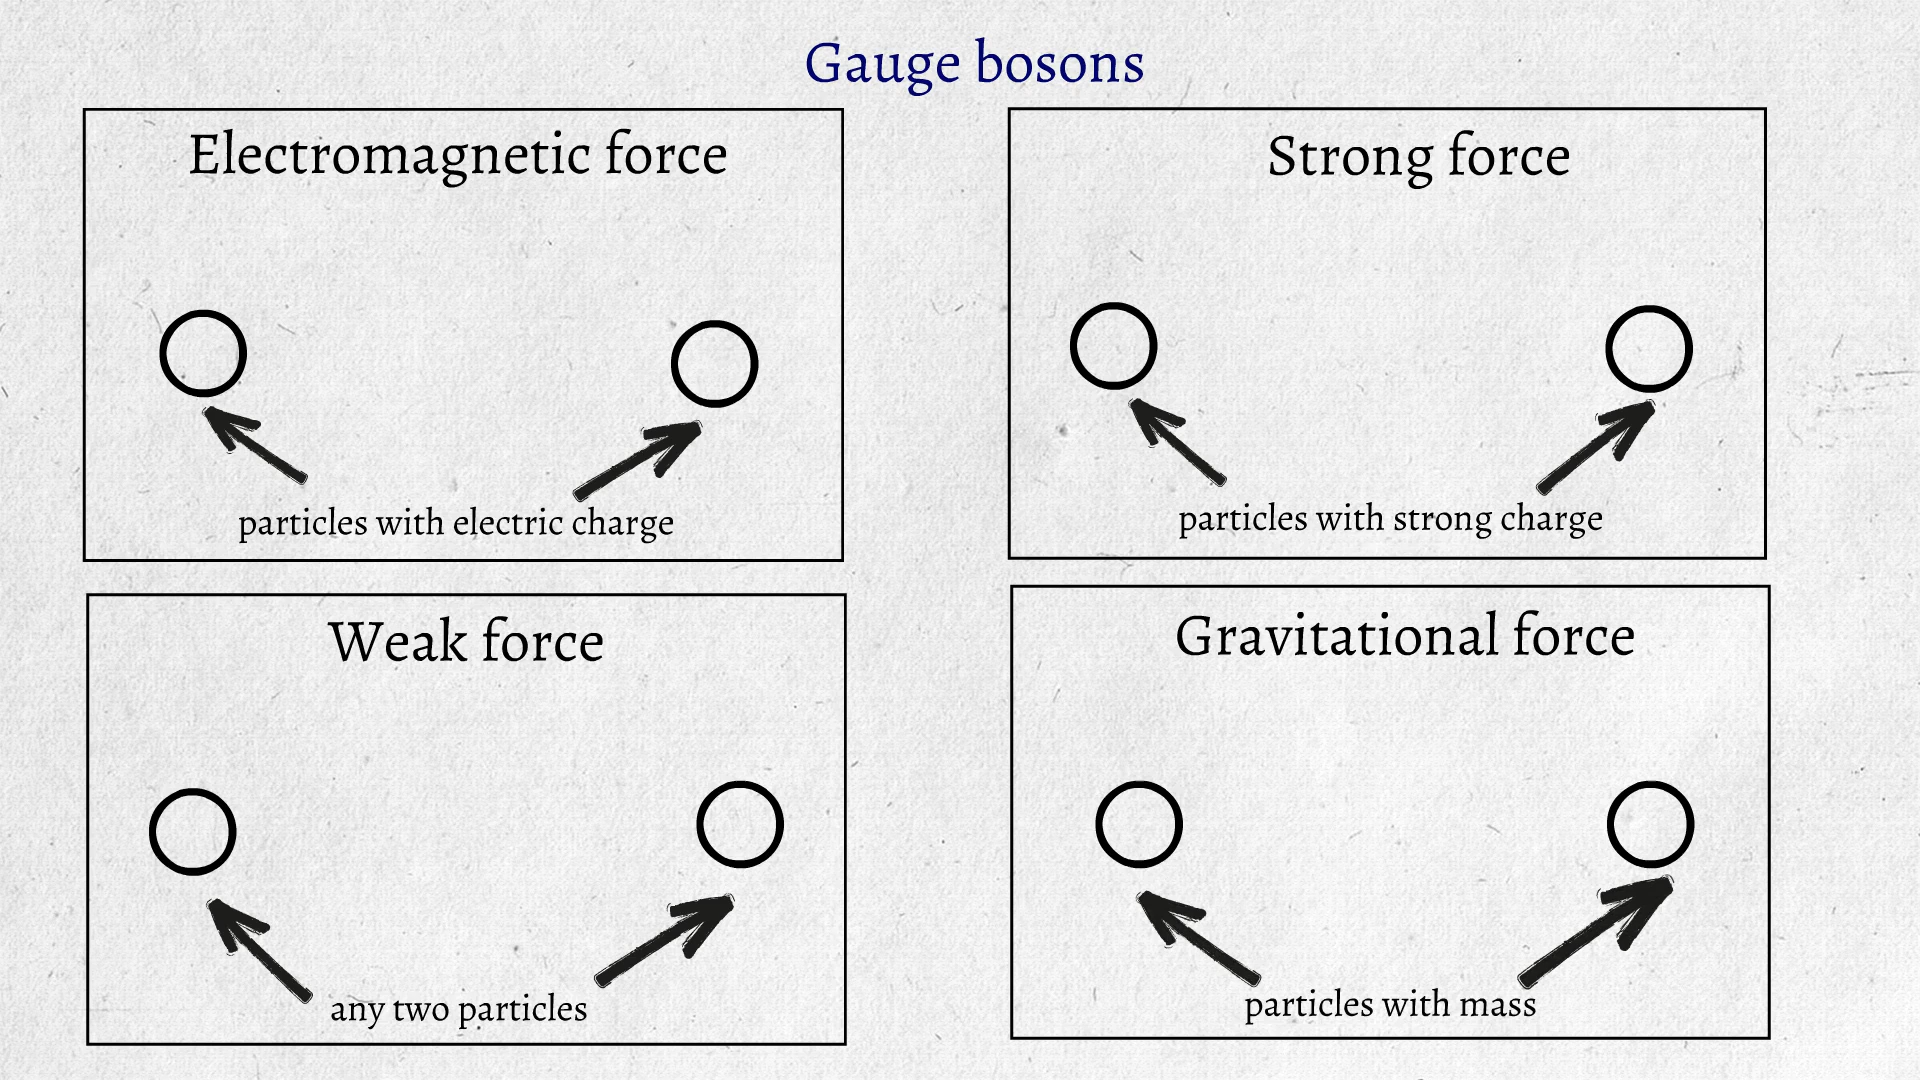 Gauge bosons
Electromagnetic force
particles with electric charge
Strong force
particles with strong charge
Weak force
any two particles
Gravitational force
particles with mass